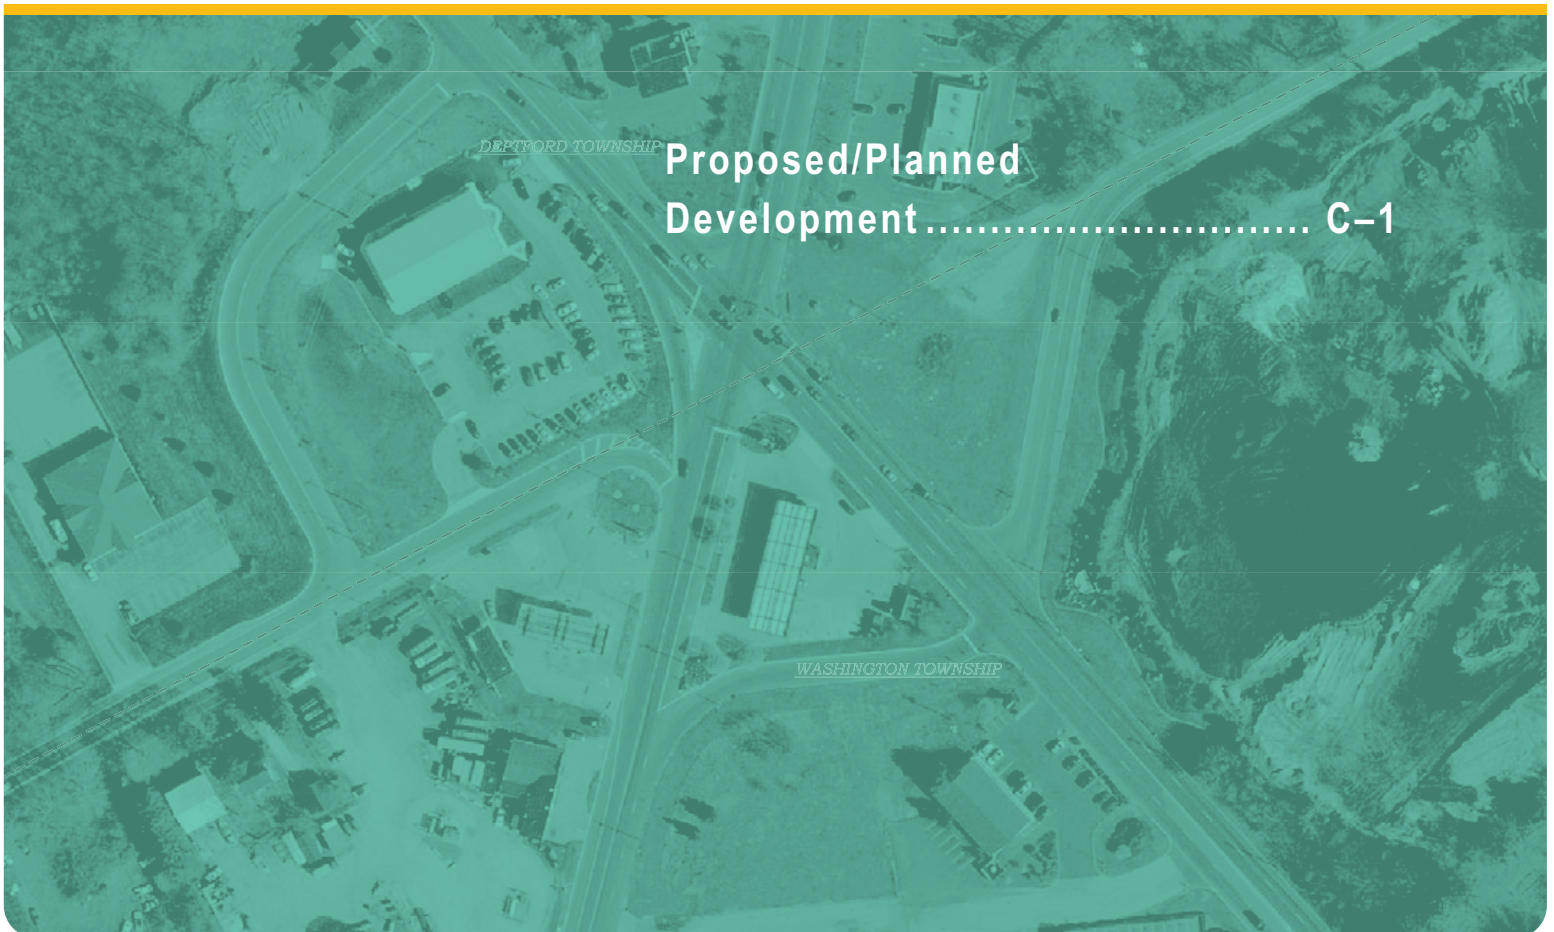 DEPTFORD TOWNSHIP
Proposed/Planned
Development .............................. C–1
WASHINGTON TOWNSHIP